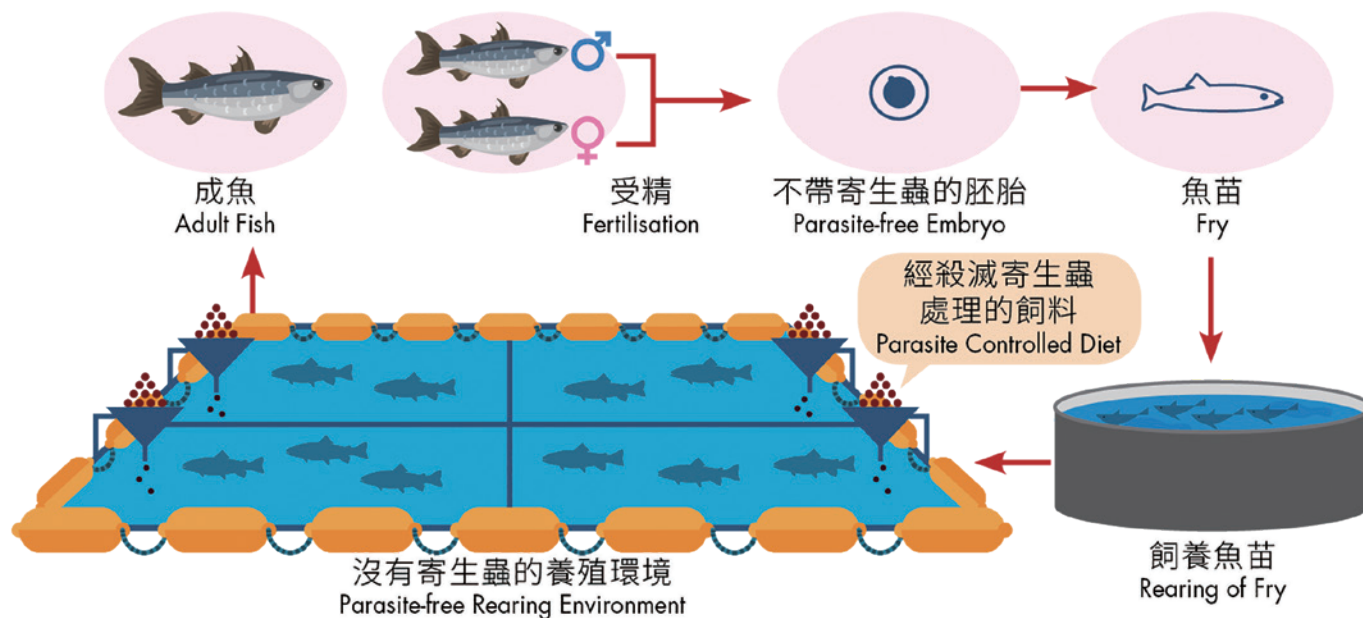 成魚
Adult Fish
受精
Fertilisation
不帶寄生蟲的胚胎
Parasite-free Embryo
魚苗
Fry
經殺滅寄生蟲
處理的飼料
Parasite Controlled Diet
沒有寄生蟲的養殖環境
Parasite-free Rearing Environment
飼養魚苗
Rearing of Fry